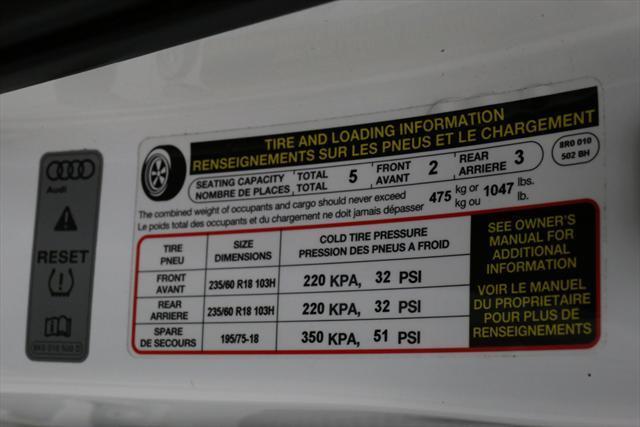 Audi
RESET
TIRE AND LOADING INFORMATION
RENSEIGNEMENTS SUR LES PNEUS ET LE CHARGEMENT
8R0 010
502 BH
SEATING CAPACITY TOTAL 5 FRONT 2 REAR 3
NOMBRE DE PLACES TOTAL AVANT ARRIERE
The combined weight of occupants and cargo should never exceed 475 kg or 1047 lbs.
Le poids total des occupants et du chargement ne doit jamais dépasser kg ou lb.
TIRE SIZE COLD TIRE PRESSURE
PNEU DIMENSIONS PRESSION DES PNEUS A FROID
FRONT
AVANT 235/60 R18 103H 220 KPA, 32 PSI
REAR
ARRIERE 235/60 R18 103H 220 KPA, 32 PSI
SPARE
DE SECOURS 195/75-18 350 KPA, 51 PSI
SEE OWNER'S
MANUAL FOR
ADDITIONAL
INFORMATION
VOIR LE MANUEL
DU PROPRIETAIRE
POUR PLUS DE
RENSEIGNEMENTS